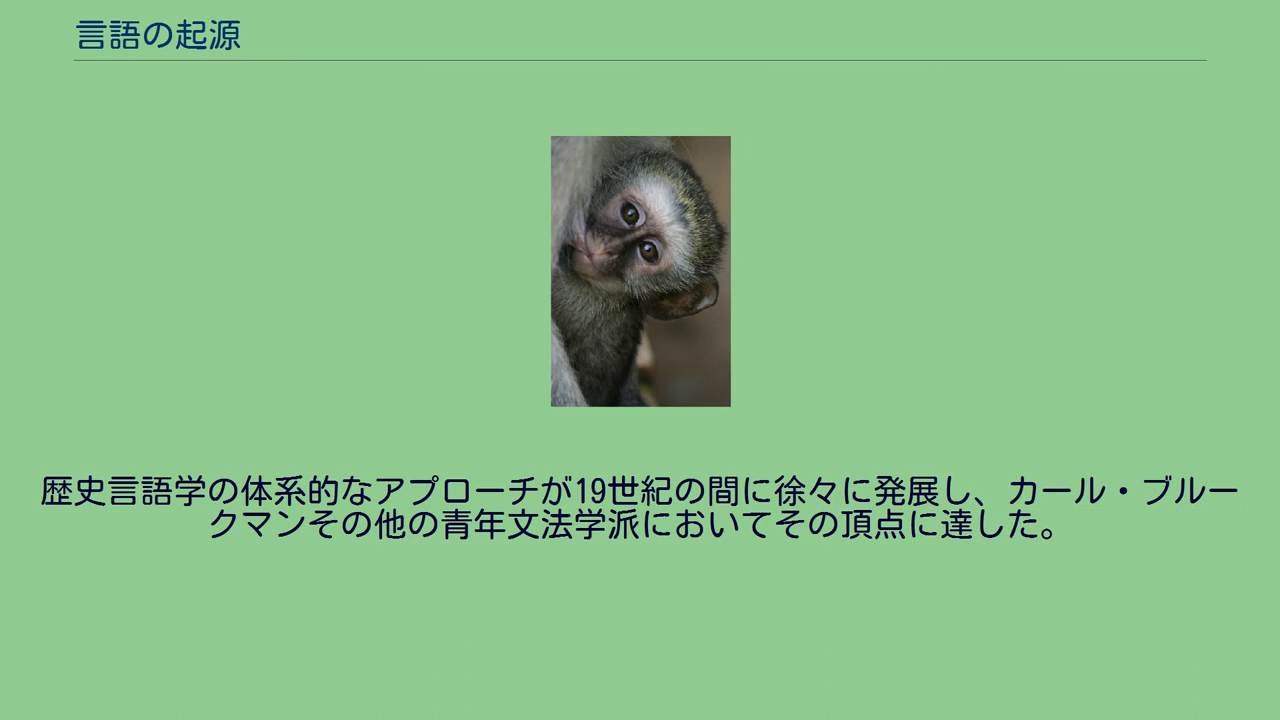 言語の起源
歴史言語学の体系的なアプローチが19世紀の間に徐々に発展し、カール・ブルー
クマンその他の青年文法学派においてその頂点に達した。